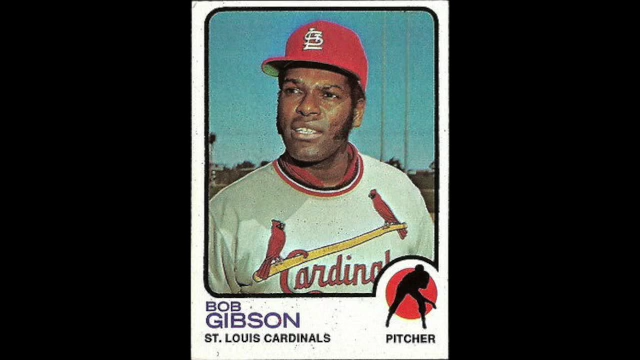 STL
Cardinals
BOB
GIBSON
ST. LOUIS CARDINALS
PITCHER